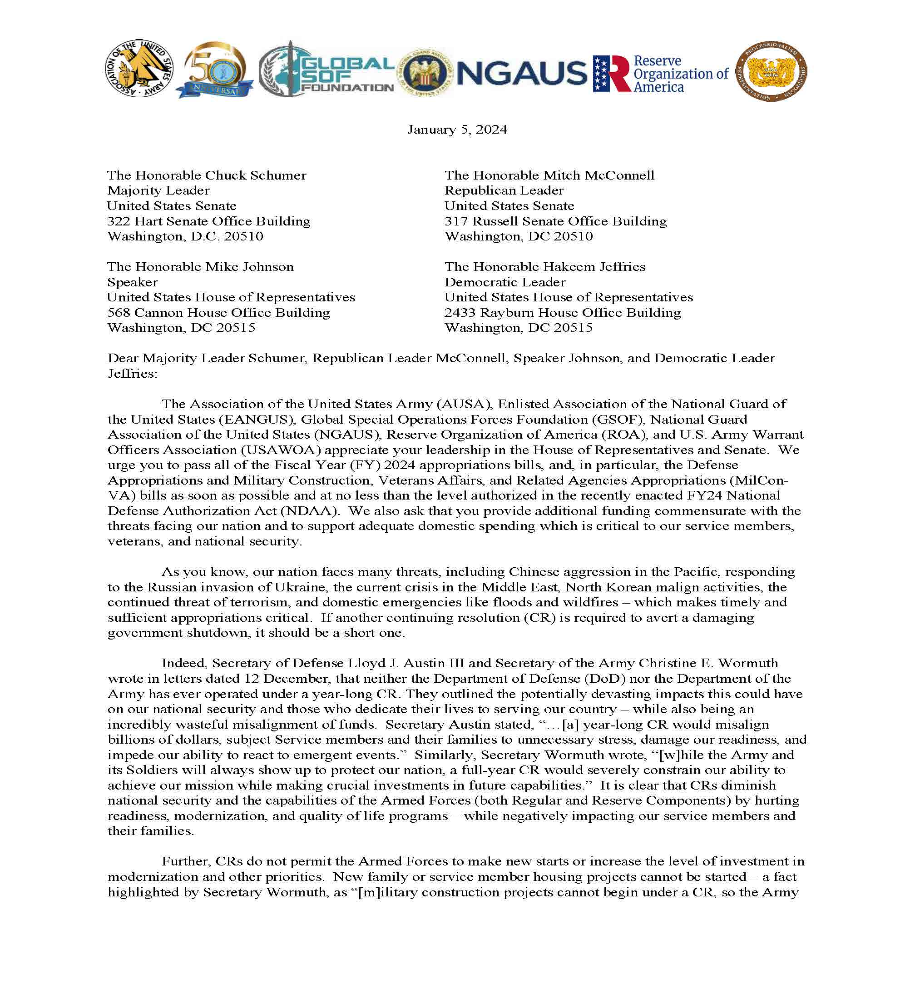 ASSOCIATION OF THE UNITED STATES ARMY
50
ANNIVERSARY
GLOBAL
SOF
FOUNDATION
NGAUS
Reserve
Organization of
America
PROFESSIONALISM
REPRESENTATION
RECOGNITION
USA
WOA
January 5, 2024
The Honorable Chuck Schumer
Majority Leader
United States Senate
322 Hart Senate Office Building
Washington, D.C. 20510
The Honorable Mitch McConnell
Republican Leader
United States Senate
317 Russell Senate Office Building
Washington, DC 20510
The Honorable Mike Johnson
Speaker
United States House of Representatives
568 Cannon House Office Building
Washington, DC 20515
The Honorable Hakeem Jeffries
Democratic Leader
United States House of Representatives
2433 Rayburn House Office Building
Washington, DC 20515
Dear Majority Leader Schumer, Republican Leader McConnell, Speaker Johnson, and Democratic Leader
Jeffries:
The Association of the United States Army (AUSA), Enlisted Association of the National Guard of
the United States (EANGUS), Global Special Operations Forces Foundation (GSOF), National Guard
Association of the United States (NGAUS), Reserve Organization of America (ROA), and U.S. Army Warrant
Officers Association (USAWOA) appreciate your leadership in the House of Representatives and Senate.  We
urge you to pass all of the Fiscal Year (FY) 2024 appropriations bills, and, in particular, the Defense
Appropriations and Military Construction, Veterans Affairs, and Related Agencies Appropriations (MilCon-
VA) bills as soon as possible and at no less than the level authorized in the recently enacted FY24 National
Defense Authorization Act (NDAA).  We also ask that you provide additional funding commensurate with the
threats facing our nation and to support adequate domestic spending which is critical to our service members,
veterans, and national security.
As you know, our nation faces many threats, including Chinese aggression in the Pacific, responding
to the Russian invasion of Ukraine, the current crisis in the Middle East, North Korean malign activities, the
continued threat of terrorism, and domestic emergencies like floods and wildfires – which makes timely and
sufficient appropriations critical.  If another continuing resolution (CR) is required to avert a damaging
government shutdown, it should be a short one.
Indeed, Secretary of Defense Lloyd J. Austin III and Secretary of the Army Christine E. Wormuth
wrote in letters dated 12 December, that neither the Department of Defense (DoD) nor the Department of the
Army has ever operated under a year-long CR. They outlined the potentially devasting impacts this could have
on our national security and those who dedicate their lives to serving our country – while also being an
incredibly wasteful misalignment of funds.  Secretary Austin stated, “…[a] year-long CR would misalign
billions of dollars, subject Service members and their families to unnecessary stress, damage our readiness, and
impede our ability to react to emergent events.”  Similarly, Secretary Wormuth wrote, “[w]hile the Army and
its Soldiers will always show up to protect our nation, a full-year CR would severely constrain our ability to
achieve our mission while making crucial investments in future capabilities.”  It is clear that CRs diminish
national security and the capabilities of the Armed Forces (both Regular and Reserve Components) by hurting
readiness, modernization, and quality of life programs – while negatively impacting our service members and
their families.
Further, CRs do not permit the Armed Forces to make new starts or increase the level of investment in
modernization and other priorities.  New family or service member housing projects cannot be started – a fact
highlighted by Secretary Wormuth, as “[m]ilitary construction projects cannot begin under a CR, so the Army